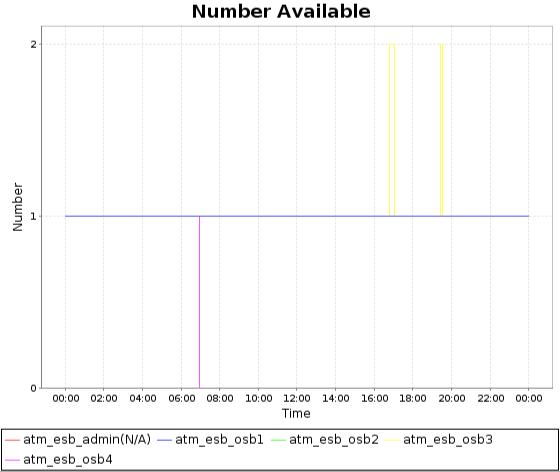 Number Available
2
1
0
Number
00:00 02:00 04:00 06:00 08:00 10:00 12:00 14:00 16:00 18:00 20:00 22:00 00:00
Time
atm_esb_admin(N/A) atm_esb_osb1 atm_esb_osb2 atm_esb_osb3
atm_esb_osb4